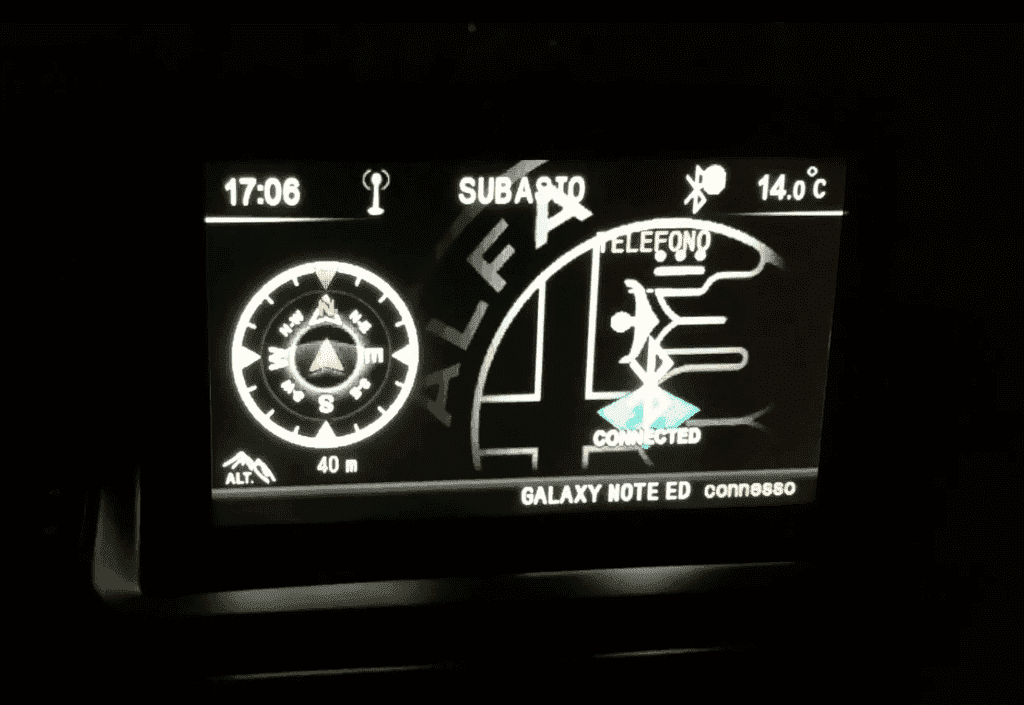 17:06 SUBASIO 14.0°C
ALFA
TELEFONO
N
N-W N-E
W E
S-W S-E
S
CONNECTED
ALT. 40 m
GALAXY NOTE ED connesso